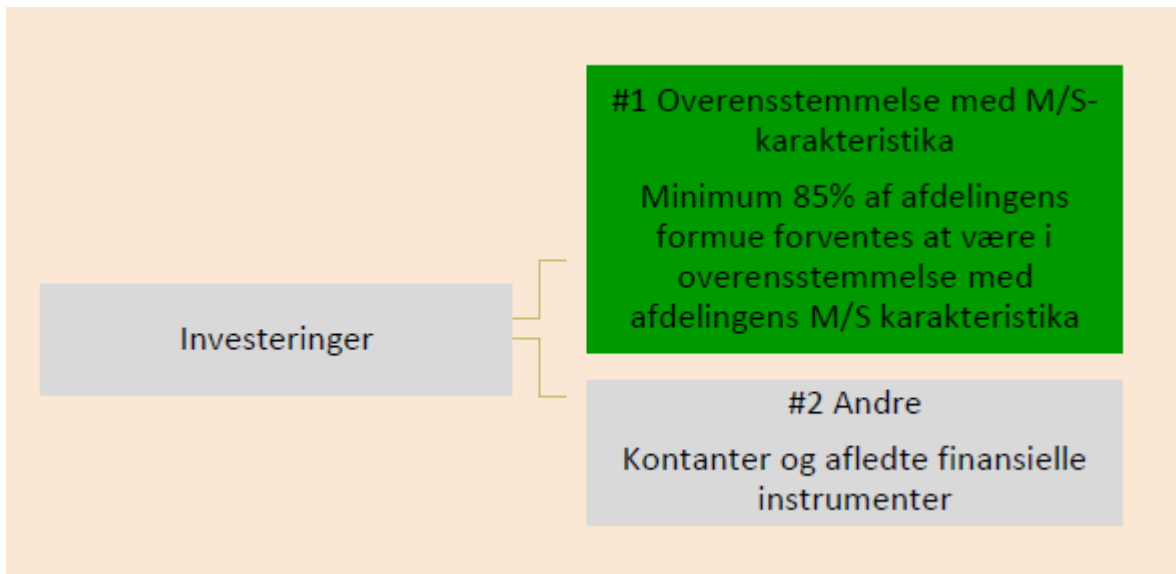 Investeringer
#1 Overensstemmelse med M/S-
karakteristika
Minimum 85% af afdelingens
formue forventes at være i
overensstemmelse med
afdelingens M/S karakteristika
#2 Andre
Kontanter og afledte finansielle
instrumenter